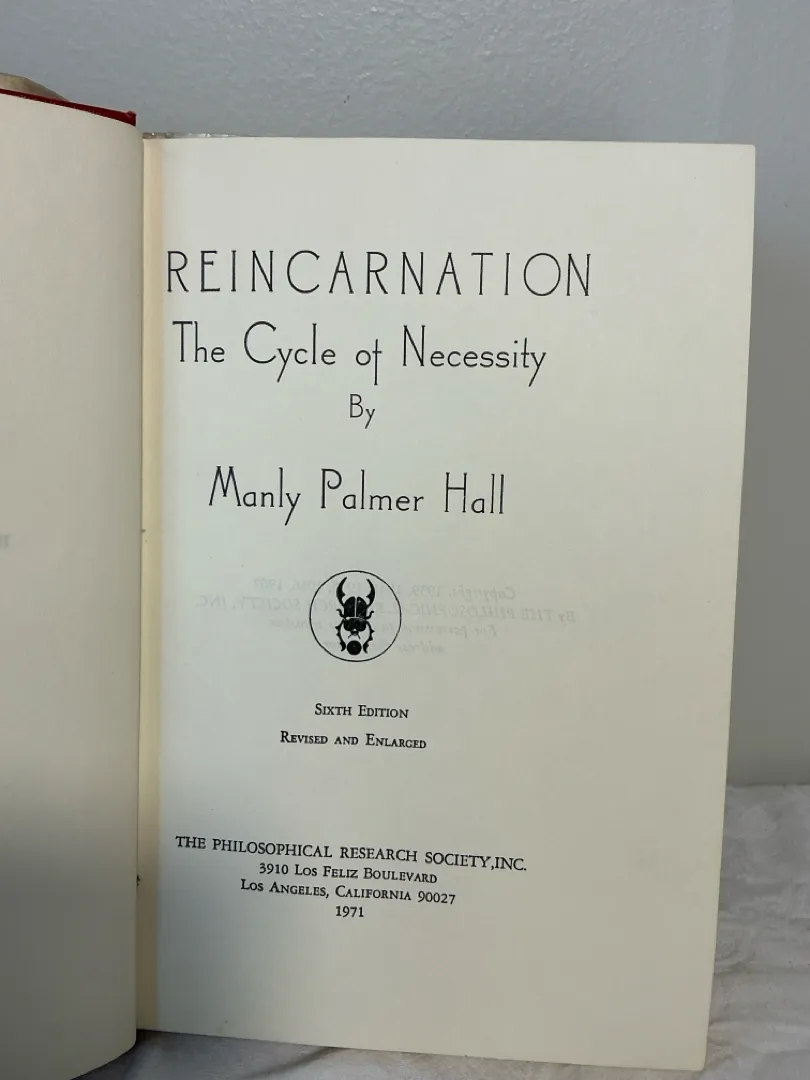 REINCARNATION
The Cycle of Necessity
By
Manly Palmer Hall
SIXTH EDITION
REVISED AND ENLARGED
THE PHILOSOPHICAL RESEARCH SOCIETY, INC.
3910 LOS FELIZ BOULEVARD
LOS ANGELES, CALIFORNIA 90027
1971